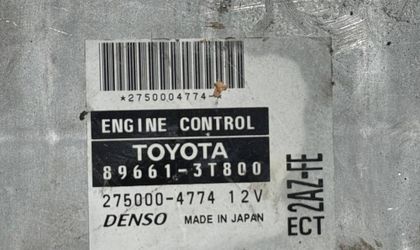 *2750004774*
ENGINE CONTROL
TOYOTA
89661-3T800
275000-4774 12V
DENSO MADE IN JAPAN
2AZ-FE
ECT